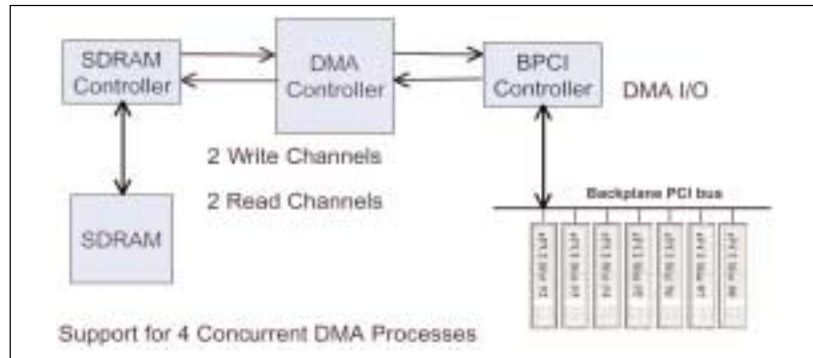 SDRAM
Controller
DMA
Controller
BPCI
Controller
DMA I/O
2 Write Channels
2 Read Channels
Backplane PCI bus
SDRAM
Support for 4 Concurrent DMA Processes